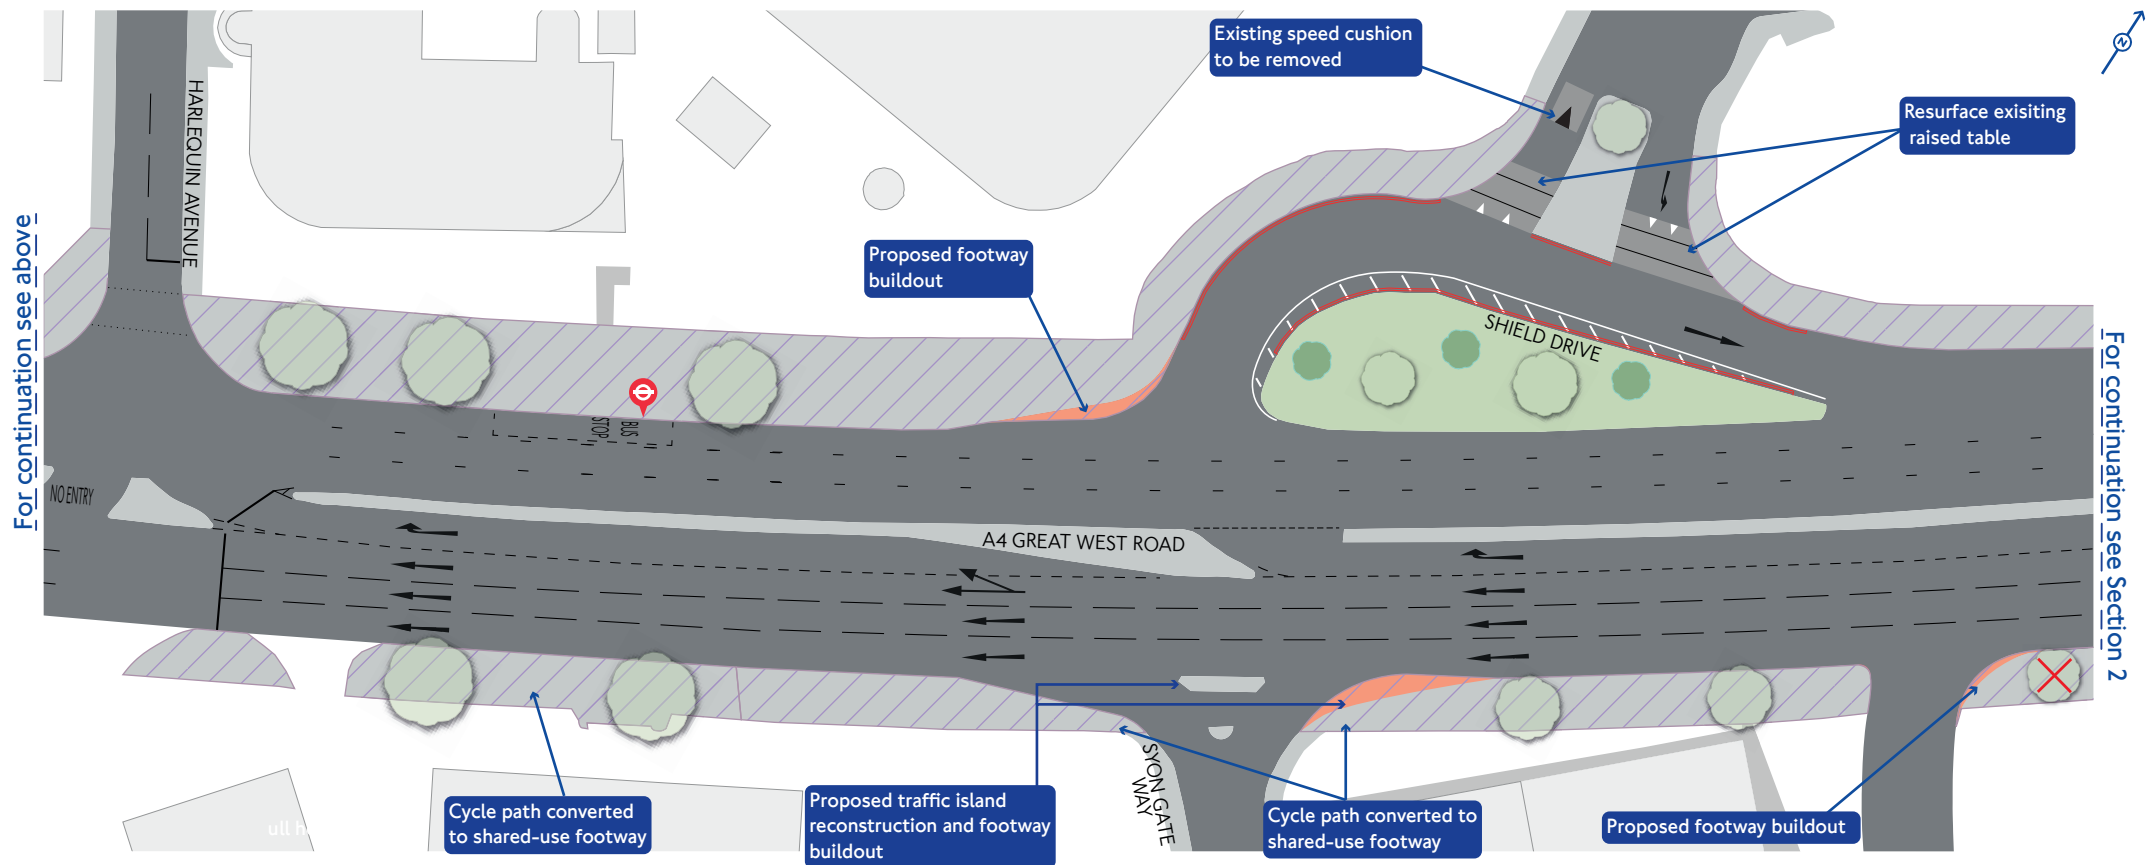 Existing speed cushion
to be removed
N
Resurface exisiting
raised table
HARLEQUIN AVENUE
For continuation see above
Proposed footway
buildout
SHIELD DRIVE
For continuation see Section 2
BUS
STOP
NO ENTRY
A4 GREAT WEST ROAD
SYON GATE
WAY
Cycle path converted
to shared-use footway
Proposed traffic island
reconstruction and footway
buildout
Cycle path converted to
shared-use footway
Proposed footway buildout
ull h